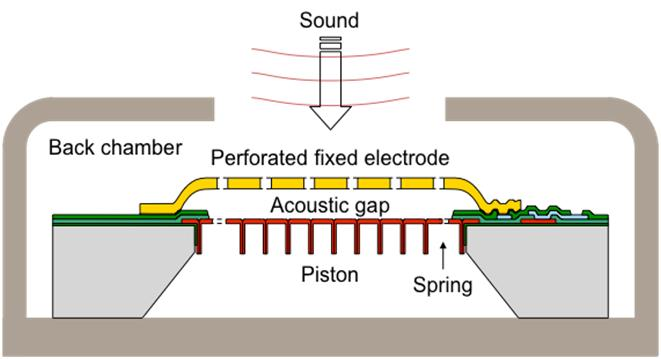 Sound
Back chamber
Perforated fixed electrode
Acoustic gap
Piston
Spring